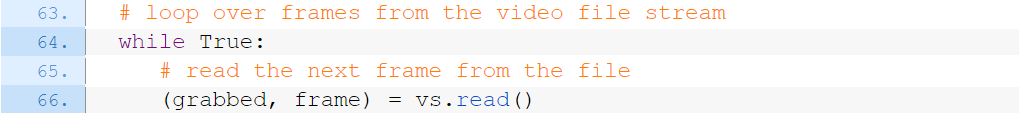 63. # loop over frames from the video file stream
64. while True:
65. # read the next frame from the file
66. (grabbed, frame) = vs.read()